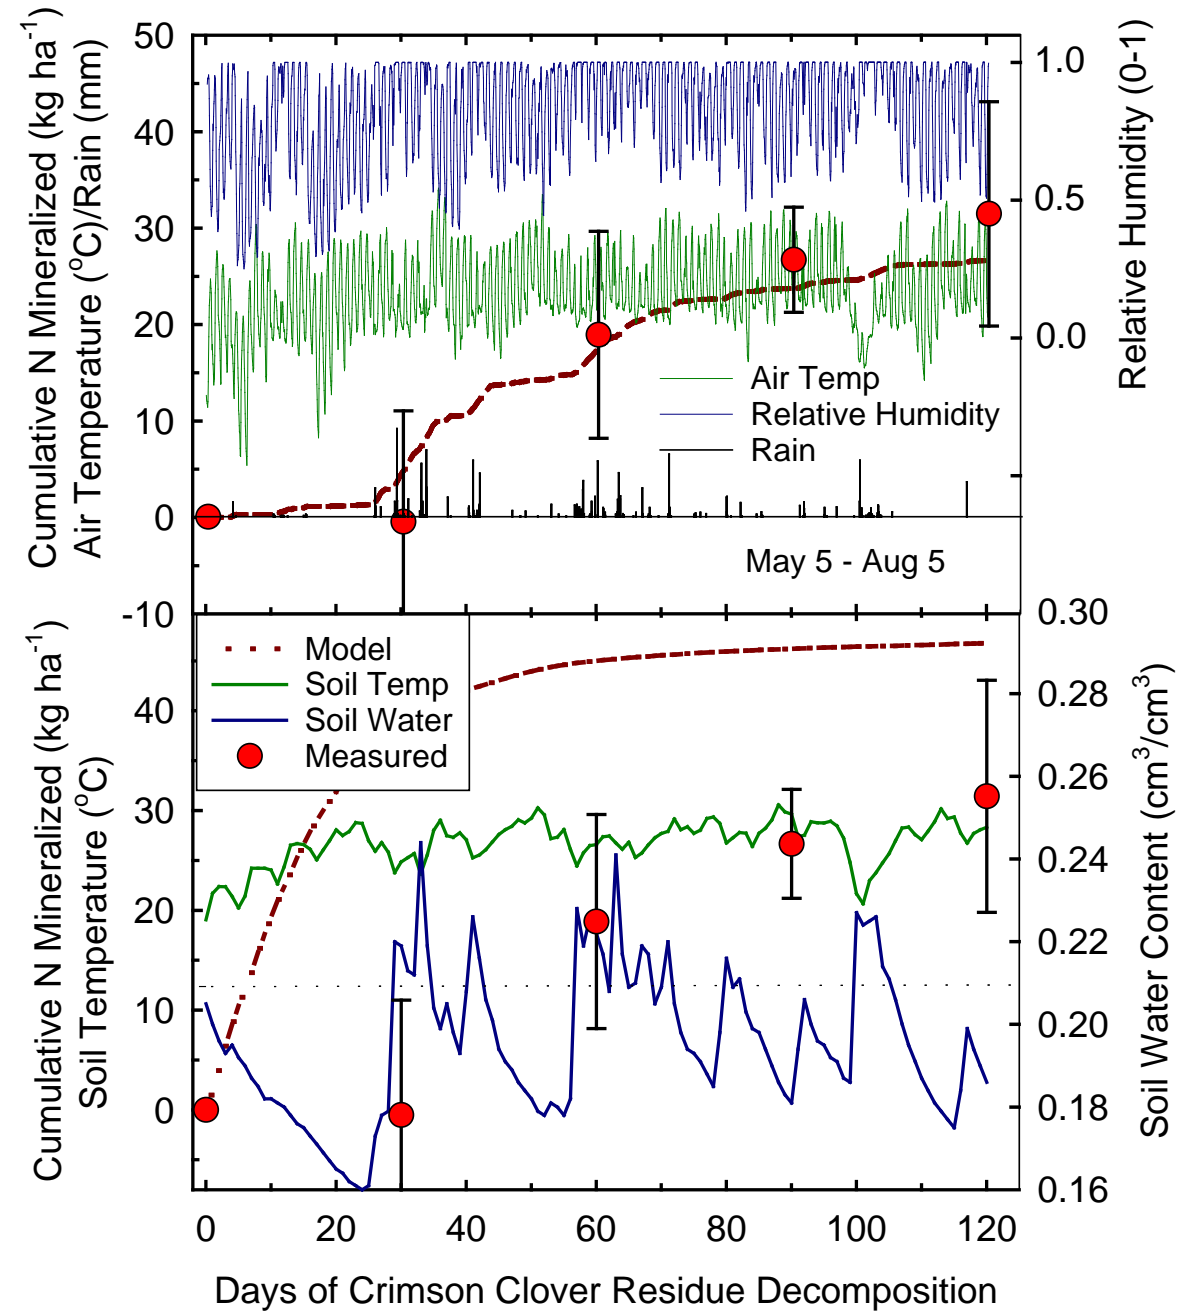 Cumulative N Mineralized (kg ha⁻¹)
Air Temperature (ºC)/Rain (mm)
50
40
30
20
10
0
-10
1.0
0.5
0.0
Relative Humidity (0-1)
Air Temp
Relative Humidity
Rain
May 5 - Aug 5
Cumulative N Mineralized (kg ha⁻¹)
Soil Temperature (ºC)
40
30
20
10
0
Model
Soil Temp
Soil Water
Measured
0.30
0.28
0.26
0.24
0.22
0.20
0.18
0.16
Soil Water Content (cm³/cm³)
0 20 40 60 80 100 120
Days of Crimson Clover Residue Decomposition